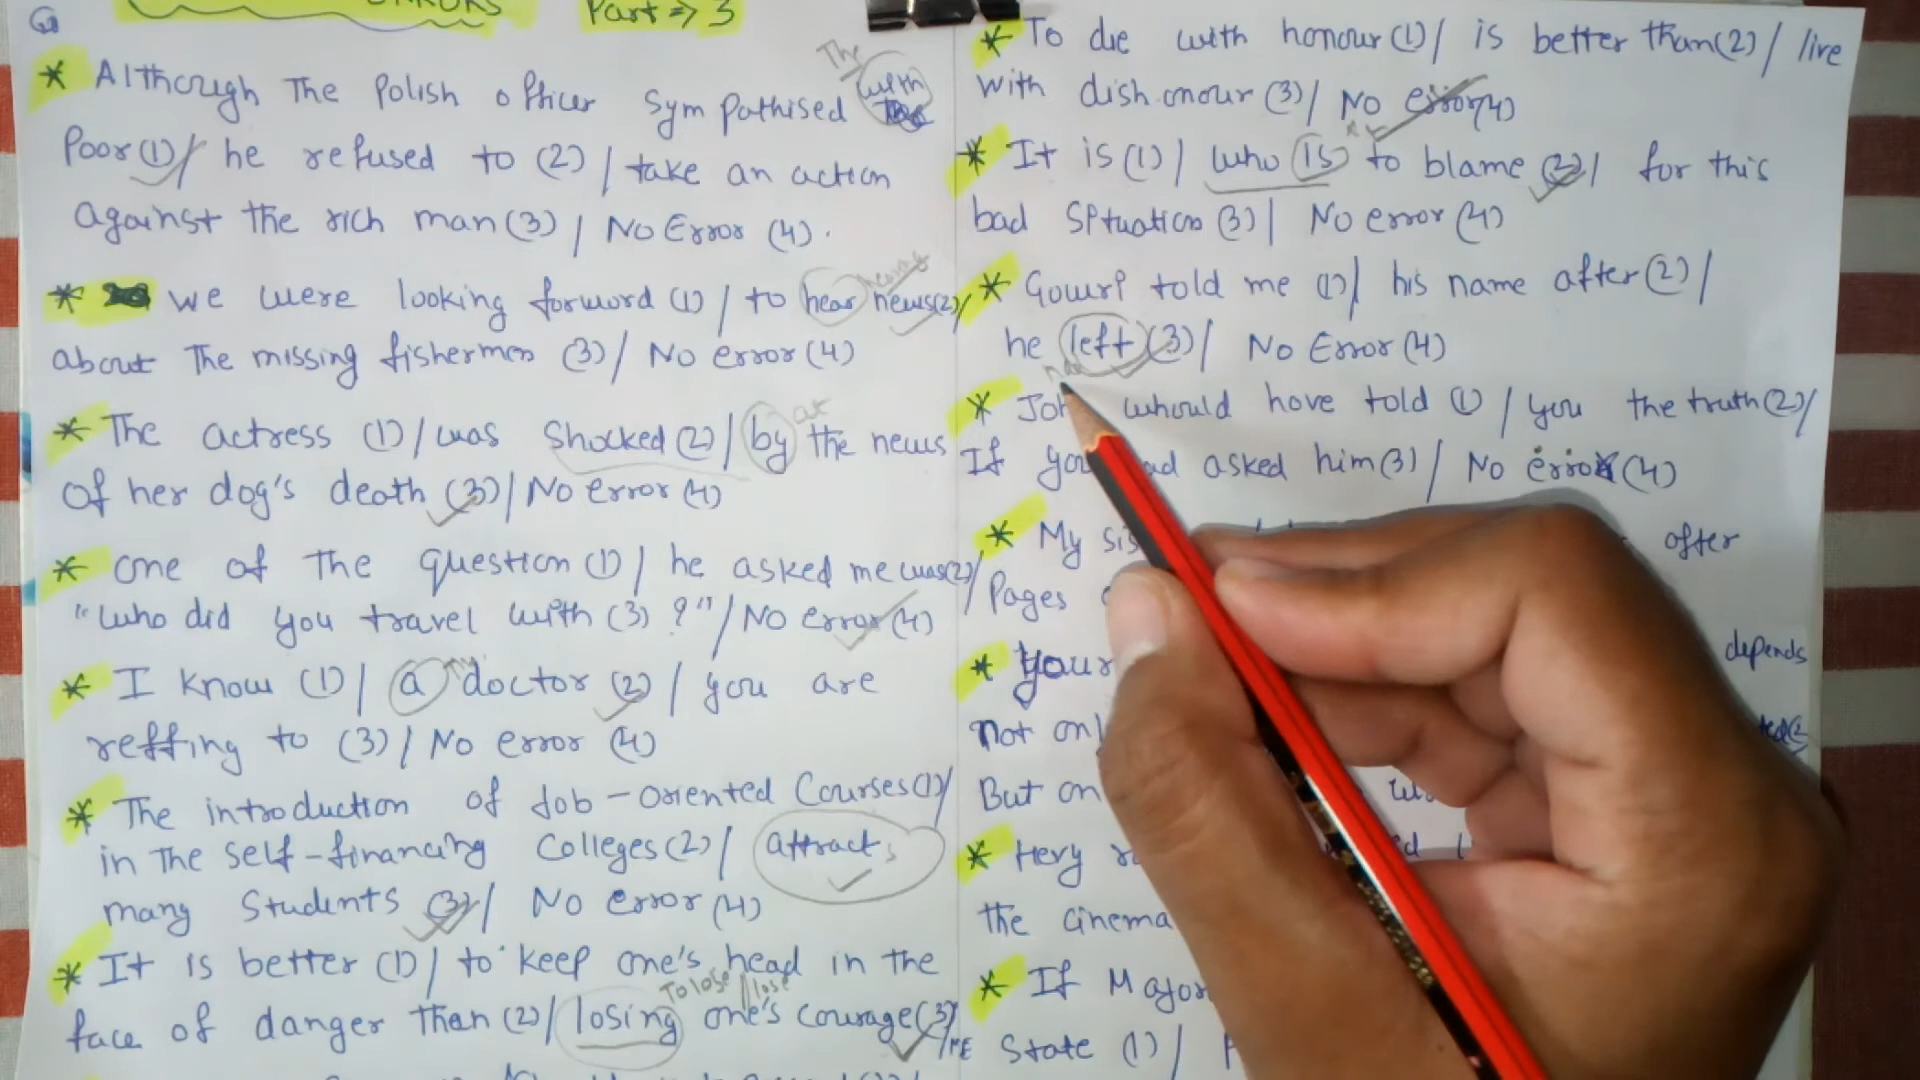 ERRORS Part => 3
* Although The Polish officer Sympathised with The
Poor (1) / he refused to (2) / take an action
against the rich man (3) / No Error (4).
* we were looking forword (1) / to hear hearing news (2) /
about The missing fishermen (3) / No error (4)
* The actress (1) / was Shocked (2) / by at the news
of her dog's death (3) / No error (4)
* one of the question (1) / he asked me was (2) /
"who did you travel with (3) ?" / No error (4)
* I know (1) / a doctor (2) / you are
reffing to (3) / No error (4)
* The introduction of Job - oriented Courses (1) /
in The self - financing Colleges (2) / attracts
many Students (3) / No error (4)
* It is better (1) / to keep one's head in the
To lose / lose
face of danger Than (2) / losing one's courage (3) /
* To die with honour (1) / is better than (2) / live
with dishonour (3) / No error (4)
* It is (1) / who is to blame (2) / for this
bad Situation (3) / No error (4)
* Gowri told me (1) / his name after (2) /
he left (3) / No Error (4)
had
* whould have told (1) / you the truth (2) /
If asked him (3) / No error (4)
* My after
Pages
* Your depends
not
But on
* Hery
the cinema
* If Major
State (1) /